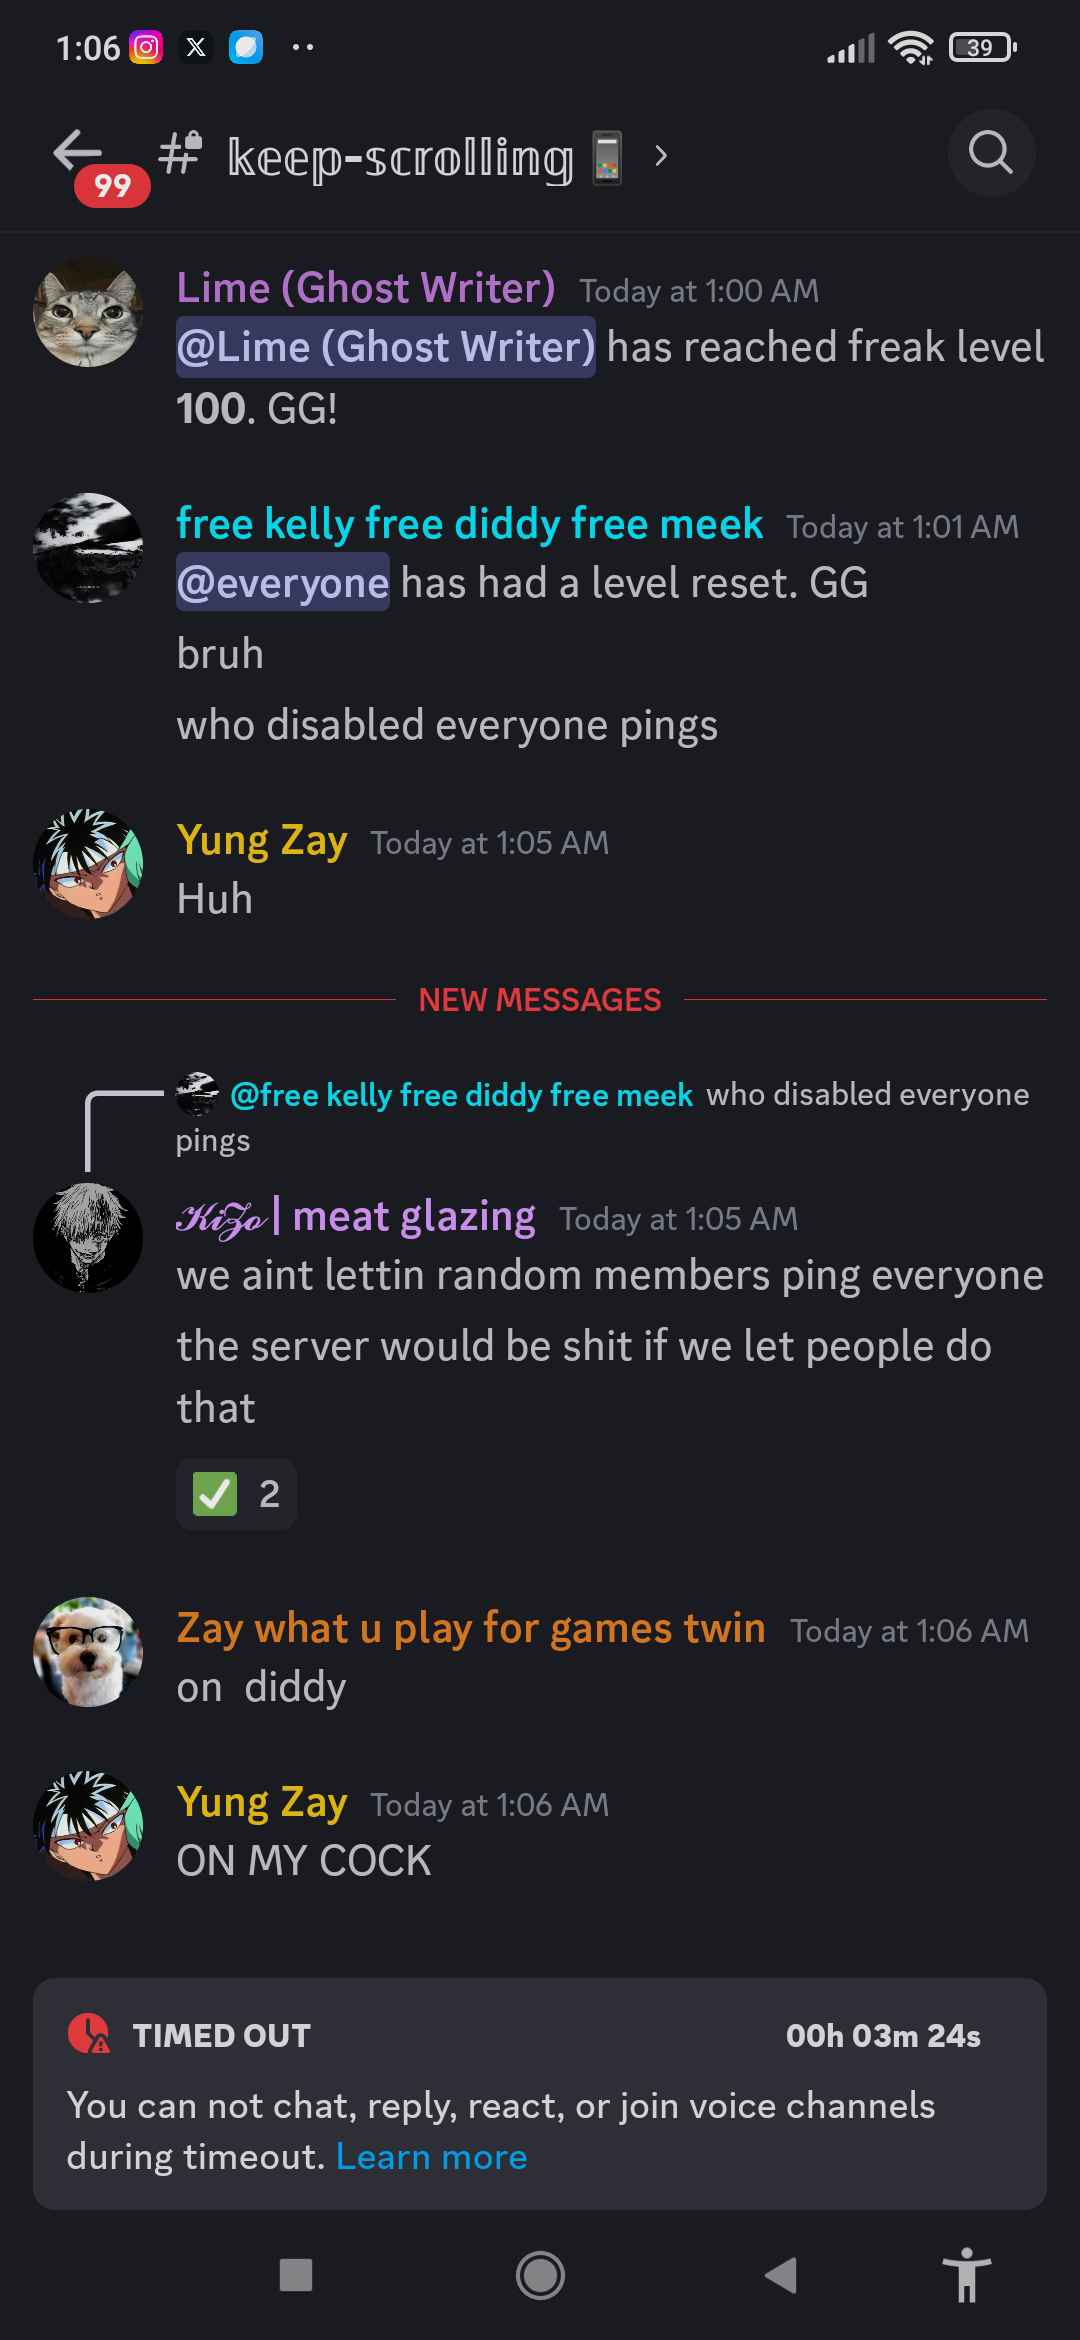 1:06 39
99 # 𝕜𝕖𝕖𝕡-𝕤𝕔𝕣𝕠𝕝𝕝𝕚𝕟𝕘📱 ›
Lime (Ghost Writer) Today at 1:00 AM
@Lime (Ghost Writer) has reached freak level
100. GG!
free kelly free diddy free meek Today at 1:01 AM
@everyone has had a level reset. GG
bruh
who disabled everyone pings
Yung Zay Today at 1:05 AM
Huh
NEW MESSAGES
@free kelly free diddy free meek who disabled everyone
pings
𝓚𝓲𝓩𝓸 | meat glazing Today at 1:05 AM
we aint lettin random members ping everyone
the server would be shit if we let people do
that
✅ 2
Zay what u play for games twin Today at 1:06 AM
on diddy
Yung Zay Today at 1:06 AM
ON MY COCK
TIMED OUT 00h 03m 24s
You can not chat, reply, react, or join voice channels
during timeout. Learn more